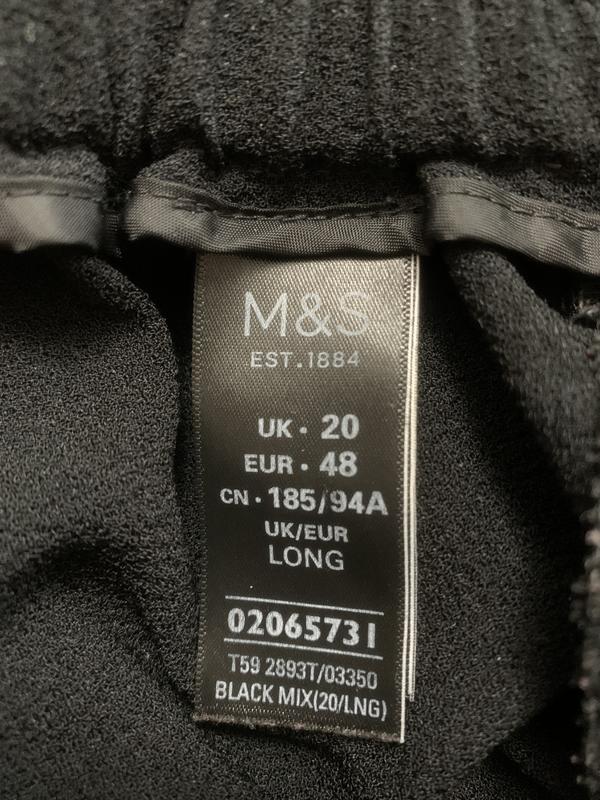 M&S
EST.1884
UK · 20
EUR · 48
CN · 185/94A
UK/EUR
LONG
02065731
T59 2893T/03350
BLACK MIX(20/LNG)